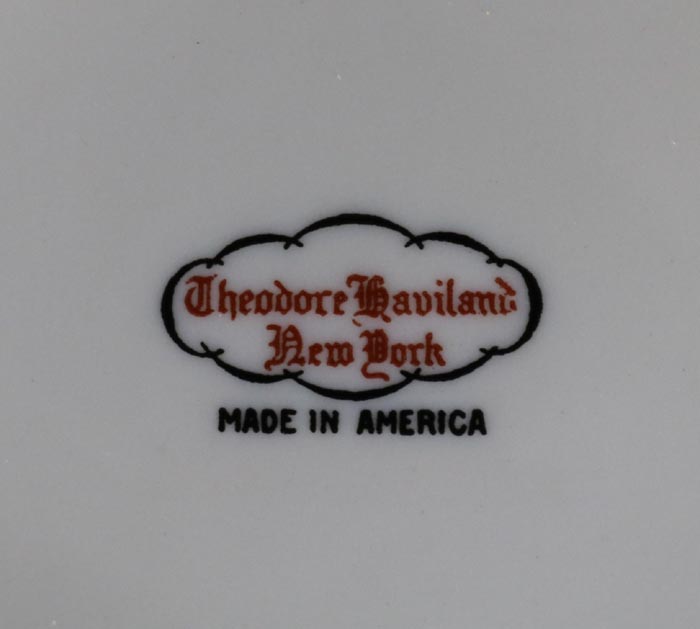 Theodore Haviland
New York
MADE IN AMERICA